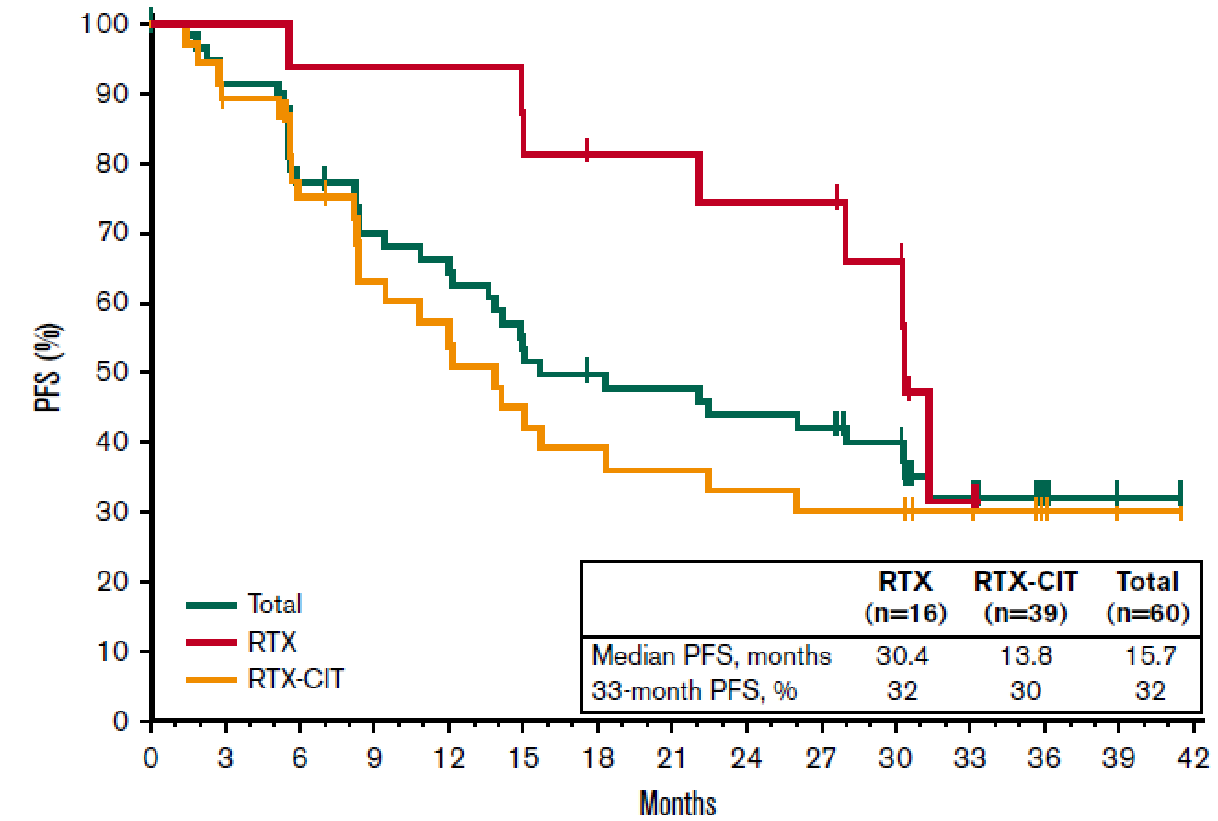 100
90
80
70
60
50
40
30
20
10
0
PFS (%)
Total
RTX
RTX-CIT
RTX RTX-CIT Total
(n=16) (n=39) (n=60)
Median PFS, months 30.4 13.8 15.7
33-month PFS, % 32 30 32
0 3 6 9 12 15 18 21 24 27 30 33 36 39 42
Months